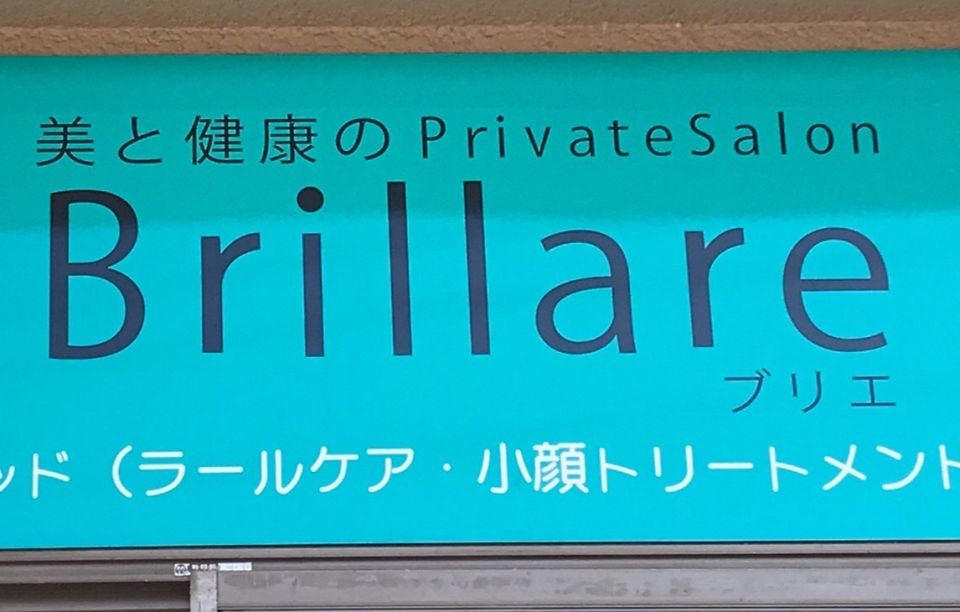 美と健康のPrivateSalon
Brillare
ブリエ
ッド（ラールケア・小顔トリートメント